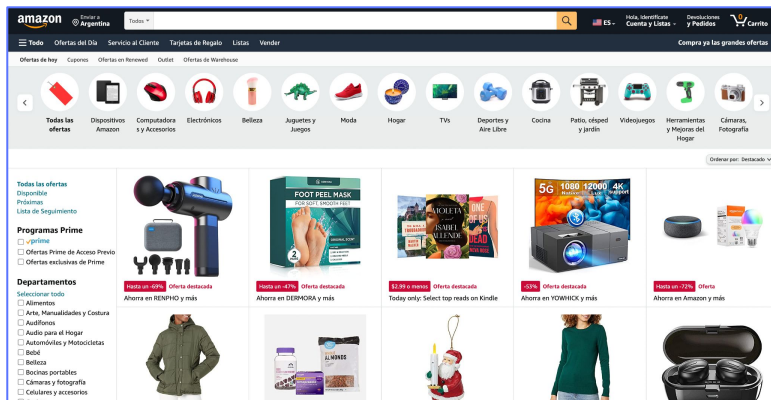 amazon
Enviar a
Argentina
Todos
ES
Hola, Identifícate
Cuenta y Listas
Devoluciones
y Pedidos
0
Carrito
Todo
Ofertas del Día
Servicio al Cliente
Tarjetas de Regalo
Listas
Vender
Compra ya las grandes ofertas
Ofertas de hoy
Cupones
Ofertas en Renewed
Outlet
Ofertas de Warehouse
Todas las
ofertas
Dispositivos
Amazon
Computadora
s y Accesorios
Electrónicos
Belleza
Juguetes y
Juegos
Moda
Hogar
TVs
Deportes y
Aire Libre
Cocina
Patio, césped
y jardín
Videojuegos
Herramientas
y Mejoras del
Hogar
Cámaras,
Fotografía
Ordenar por: Destacado
Todas las ofertas
Disponible
Próximas
Lista de Seguimiento
Programas Prime
prime
Ofertas Prime de Acceso Previo
Ofertas exclusivas de Prime
Departamentos
Seleccionar todo
Alimentos
Arte, Manualidades y Costura
Audífonos
Audio para el Hogar
Automóviles y Motocicletas
Bebé
Belleza
Bocinas portables
Cámaras y fotografía
Celulares y accesorios
Hasta un -69% Oferta destacada
Ahorra en RENPHO y más
FOOT PEEL MASK
FOR SOFT, SMOOTH FEET
2
Hasta un -47% Oferta destacada
Ahorra en DERMORA y más
VIOLETA
ISABEL
ALLENDE
ONE
OF US
DEAD
$2.99 o menos Oferta destacada
Today only: Select top reads on Kindle
5G
1080
12000
4K
Native
Support
-53% Oferta destacada
Ahorra en YOWHICK y más
Hasta un -72% Oferta
Ahorra en Amazon y más
ALMONDS